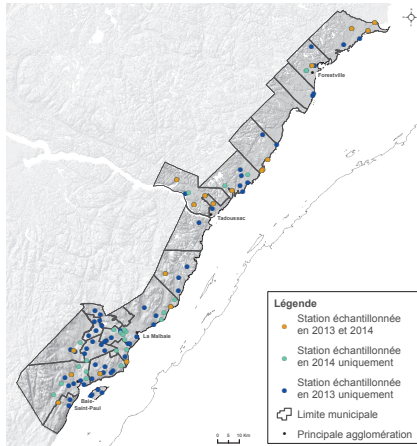 Forestville
Tadoussac
La Malbaie
Baie-
Saint-Paul
Légende
Station échantillonnée
en 2013 et 2014
Station échantillonnée
en 2014 uniquement
Station échantillonnée
en 2013 uniquement
Limite municipale
Principale agglomération
0 5 10 Km